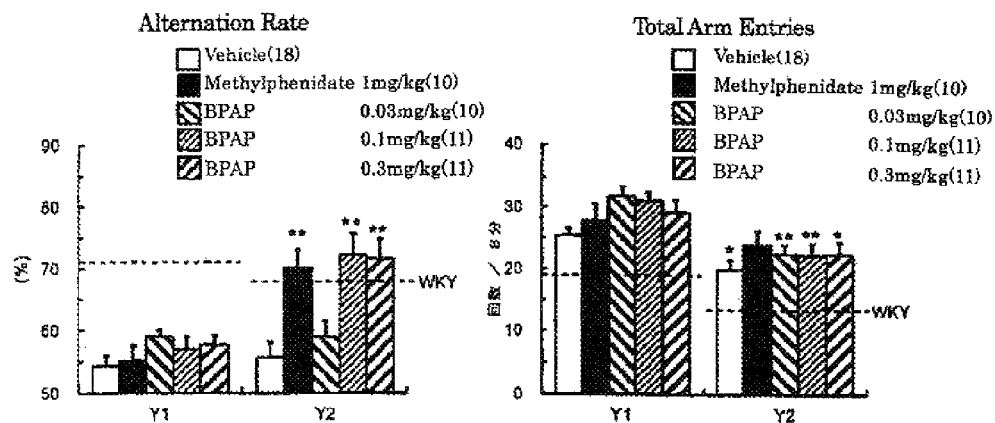 Alternation Rate
Vehicle(18)
Methylphenidate 1mg/kg(10)
BPAP 0.03mg/kg(10)
BPAP 0.1mg/kg(11)
BPAP 0.3mg/kg(11)
90
80
70
60
50
(%)
** ** **
WKY
Y1 Y2
Total Arm Entries
Vehicle(18)
Methylphenidate 1mg/kg(10)
BPAP 0.03mg/kg(10)
BPAP 0.1mg/kg(11)
BPAP 0.3mg/kg(11)
40
30
20
10
0
回数 / 8分
* ** ** *
WKY
Y1 Y2